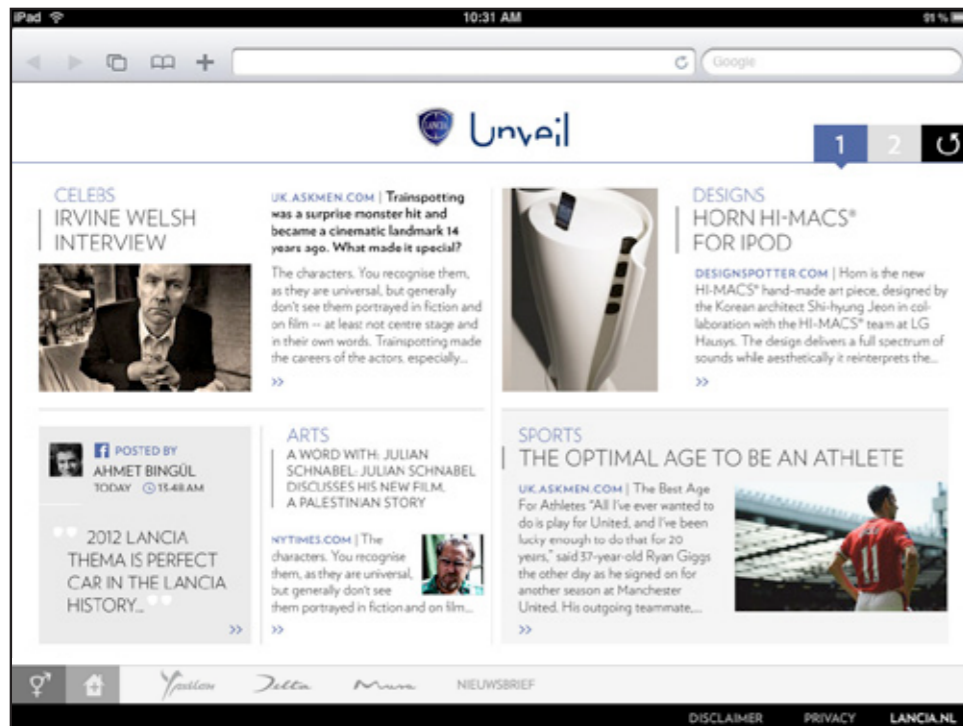 iPad
10:31 AM
91 %
Google
LANCIA
Unveil
1
2
CELEBS
IRVINE WELSH
INTERVIEW
UK.ASKMEN.COM | Trainspotting
was a surprise monster hit and
became a cinematic landmark 14
years ago. What made it special?
The characters. You recognise them,
as they are universal, but generally
don't see them portrayed in fiction and
on film -- at least not centre stage and
in their own words. Trainspotting made
the careers of the actors, especially...
>>
DESIGNS
HORN HI-MACS®
FOR IPOD
DESIGNSPOTTER.COM | Horn is the new
HI-MACS® hand-made art piece, designed by
the Korean architect Shi-hyung Jeon in col-
laboration with the HI-MACS® team at LG
Hausys. The design delivers a full spectrum of
sounds while aesthetically it reinterprets the...
>>
POSTED BY
AHMET BINGÜL
TODAY 13:48 AM
" 2012 LANCIA
THEMA IS PERFECT
CAR IN THE LANCIA
HISTORY... "
>>
ARTS
A WORD WITH: JULIAN
SCHNABEL: JULIAN SCHNABEL
DISCUSSES HIS NEW FILM,
A PALESTINIAN STORY
NYTIMES.COM | The
characters. You recognise
them, as they are universal,
but generally don't see
them portrayed in fiction and on film...
>>
SPORTS
THE OPTIMAL AGE TO BE AN ATHLETE
UK.ASKMEN.COM | The Best Age
For Athletes "All I've ever wanted to
do is play for United, and I've been
lucky enough to do that for 20
years," said 37-year-old Ryan Giggs
the other day as he signed on for
another season at Manchester
United. His outgoing teammate,...
>>
11
Ypsilon
Delta
Musa
NIEUWSBRIEF
DISCLAIMER
PRIVACY
LANCIA.NL